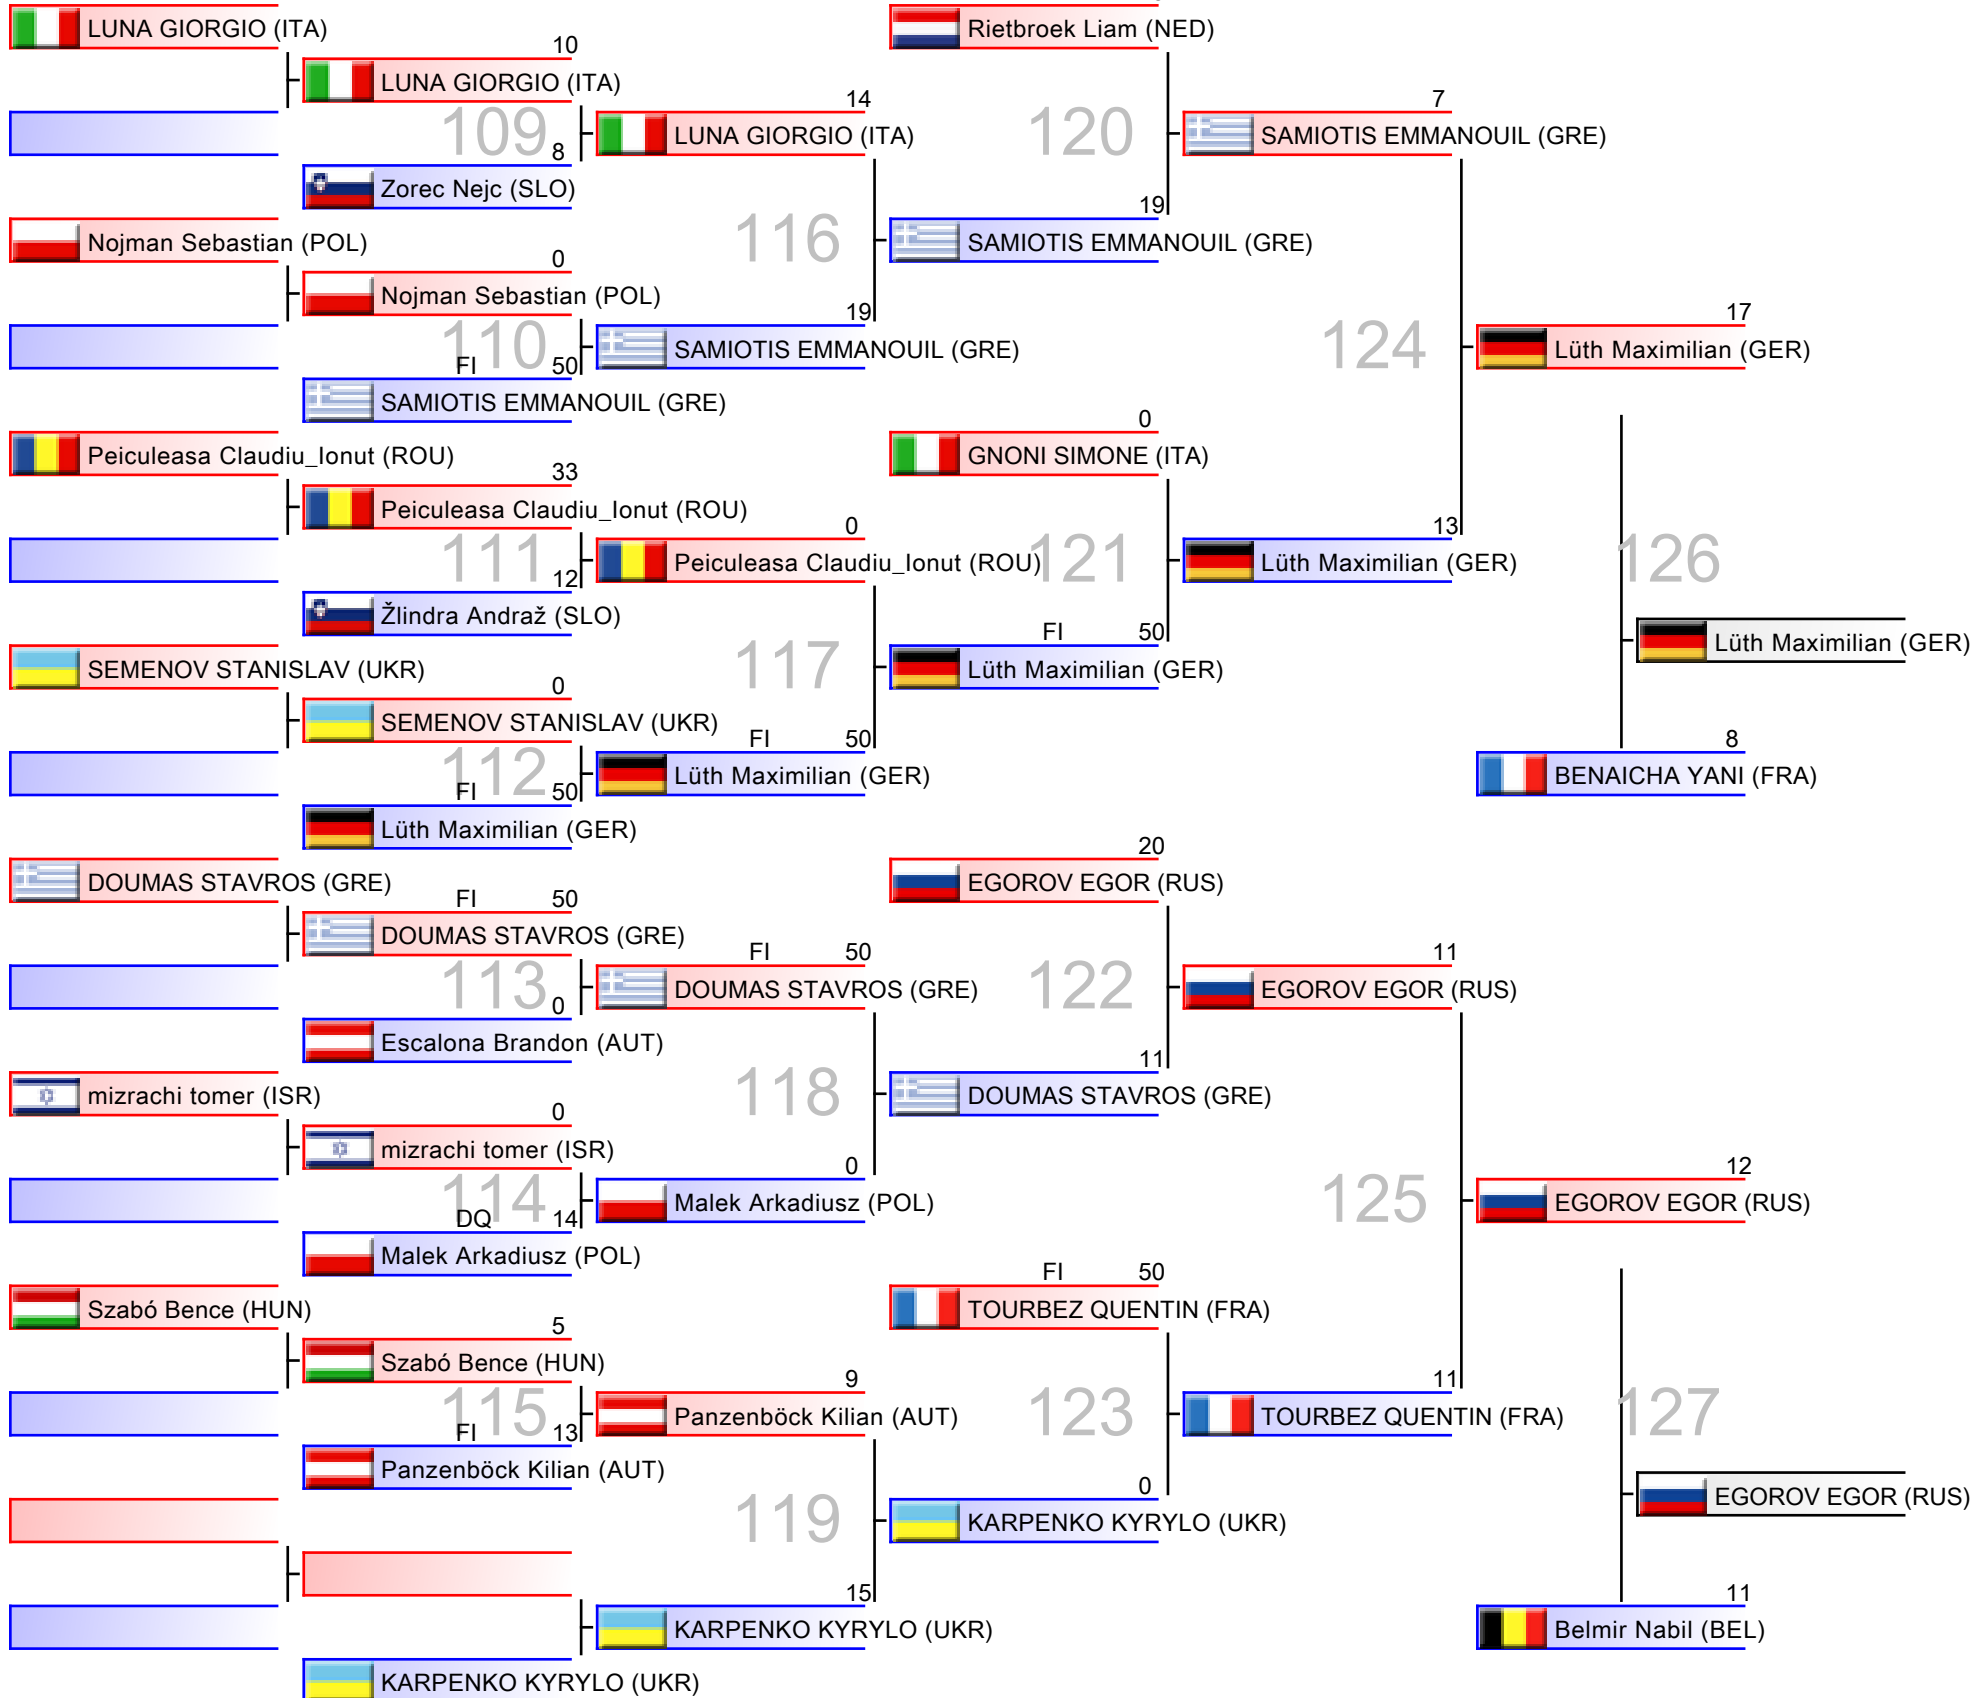 LUNA GIORGIO (ITA)
10
LUNA GIORGIO (ITA)
109
8
Zorec Nejc (SLO)
14
LUNA GIORGIO (ITA)
Nojman Sebastian (POL)
0
Nojman Sebastian (POL)
110
FI 50
SAMIOTIS EMMANOUIL (GRE)
116
19
SAMIOTIS EMMANOUIL (GRE)
Peiculeasa Claudiu_Ionut (ROU)
33
Peiculeasa Claudiu_Ionut (ROU)
111
12
Žlindra Andraž (SLO)
0
Peiculeasa Claudiu_Ionut (ROU)
SEMENOV STANISLAV (UKR)
0
SEMENOV STANISLAV (UKR)
112
FI 50
Lüth Maximilian (GER)
117
FI 50
Lüth Maximilian (GER)
DOUMAS STAVROS (GRE)
FI 50
DOUMAS STAVROS (GRE)
113
0
Escalona Brandon (AUT)
FI 50
DOUMAS STAVROS (GRE)
mizrachi tomer (ISR)
0
mizrachi tomer (ISR)
114
DQ 14
Malek Arkadiusz (POL)
118
0
Malek Arkadiusz (POL)
Szabó Bence (HUN)
5
Szabó Bence (HUN)
115
FI 13
Panzenböck Kilian (AUT)
9
Panzenböck Kilian (AUT)
119
15
KARPENKO KYRYLO (UKR)
KARPENKO KYRYLO (UKR)
Rietbroek Liam (NED)
120
19
SAMIOTIS EMMANOUIL (GRE)
7
SAMIOTIS EMMANOUIL (GRE)
0
GNONI SIMONE (ITA)
121
FI 50
Lüth Maximilian (GER)
13
Lüth Maximilian (GER)
124
17
Lüth Maximilian (GER)
126
Lüth Maximilian (GER)
8
BENAICHA YANI (FRA)
20
EGOROV EGOR (RUS)
122
11
DOUMAS STAVROS (GRE)
11
EGOROV EGOR (RUS)
FI 50
TOURBEZ QUENTIN (FRA)
123
0
KARPENKO KYRYLO (UKR)
11
TOURBEZ QUENTIN (FRA)
125
12
EGOROV EGOR (RUS)
127
EGOROV EGOR (RUS)
11
Belmir Nabil (BEL)